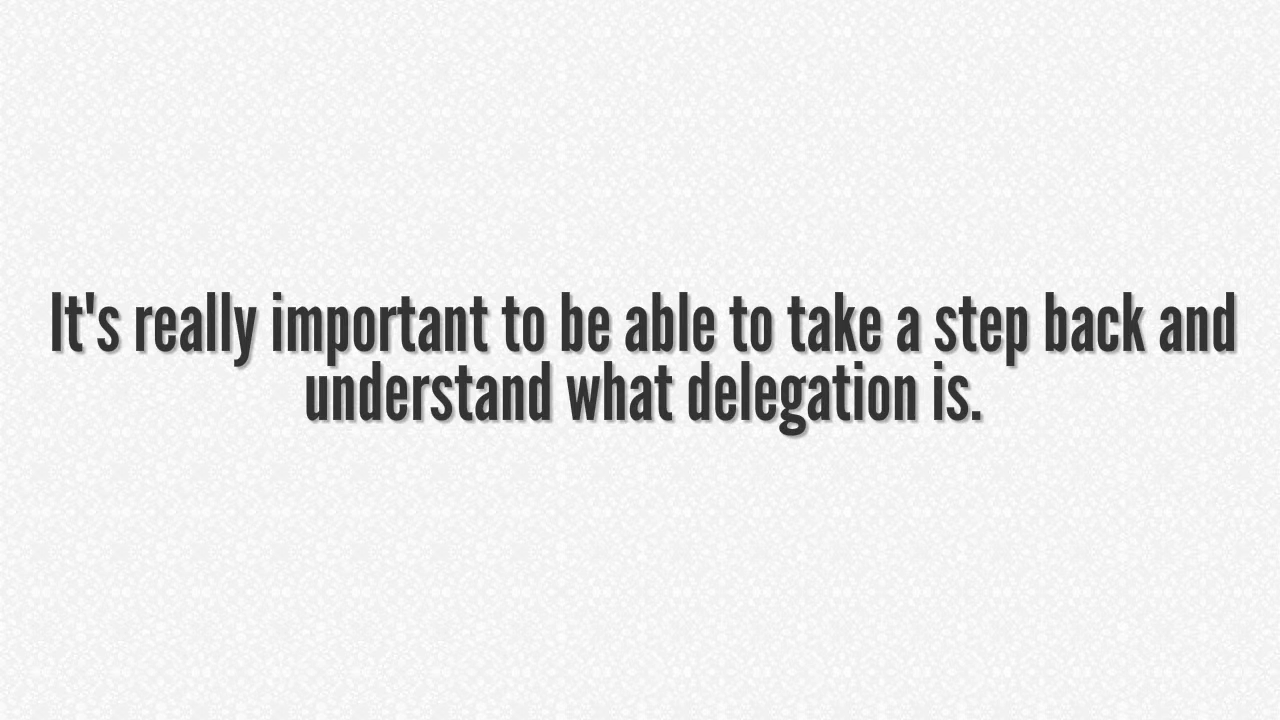 It's really important to be able to take a step back and
understand what delegation is.